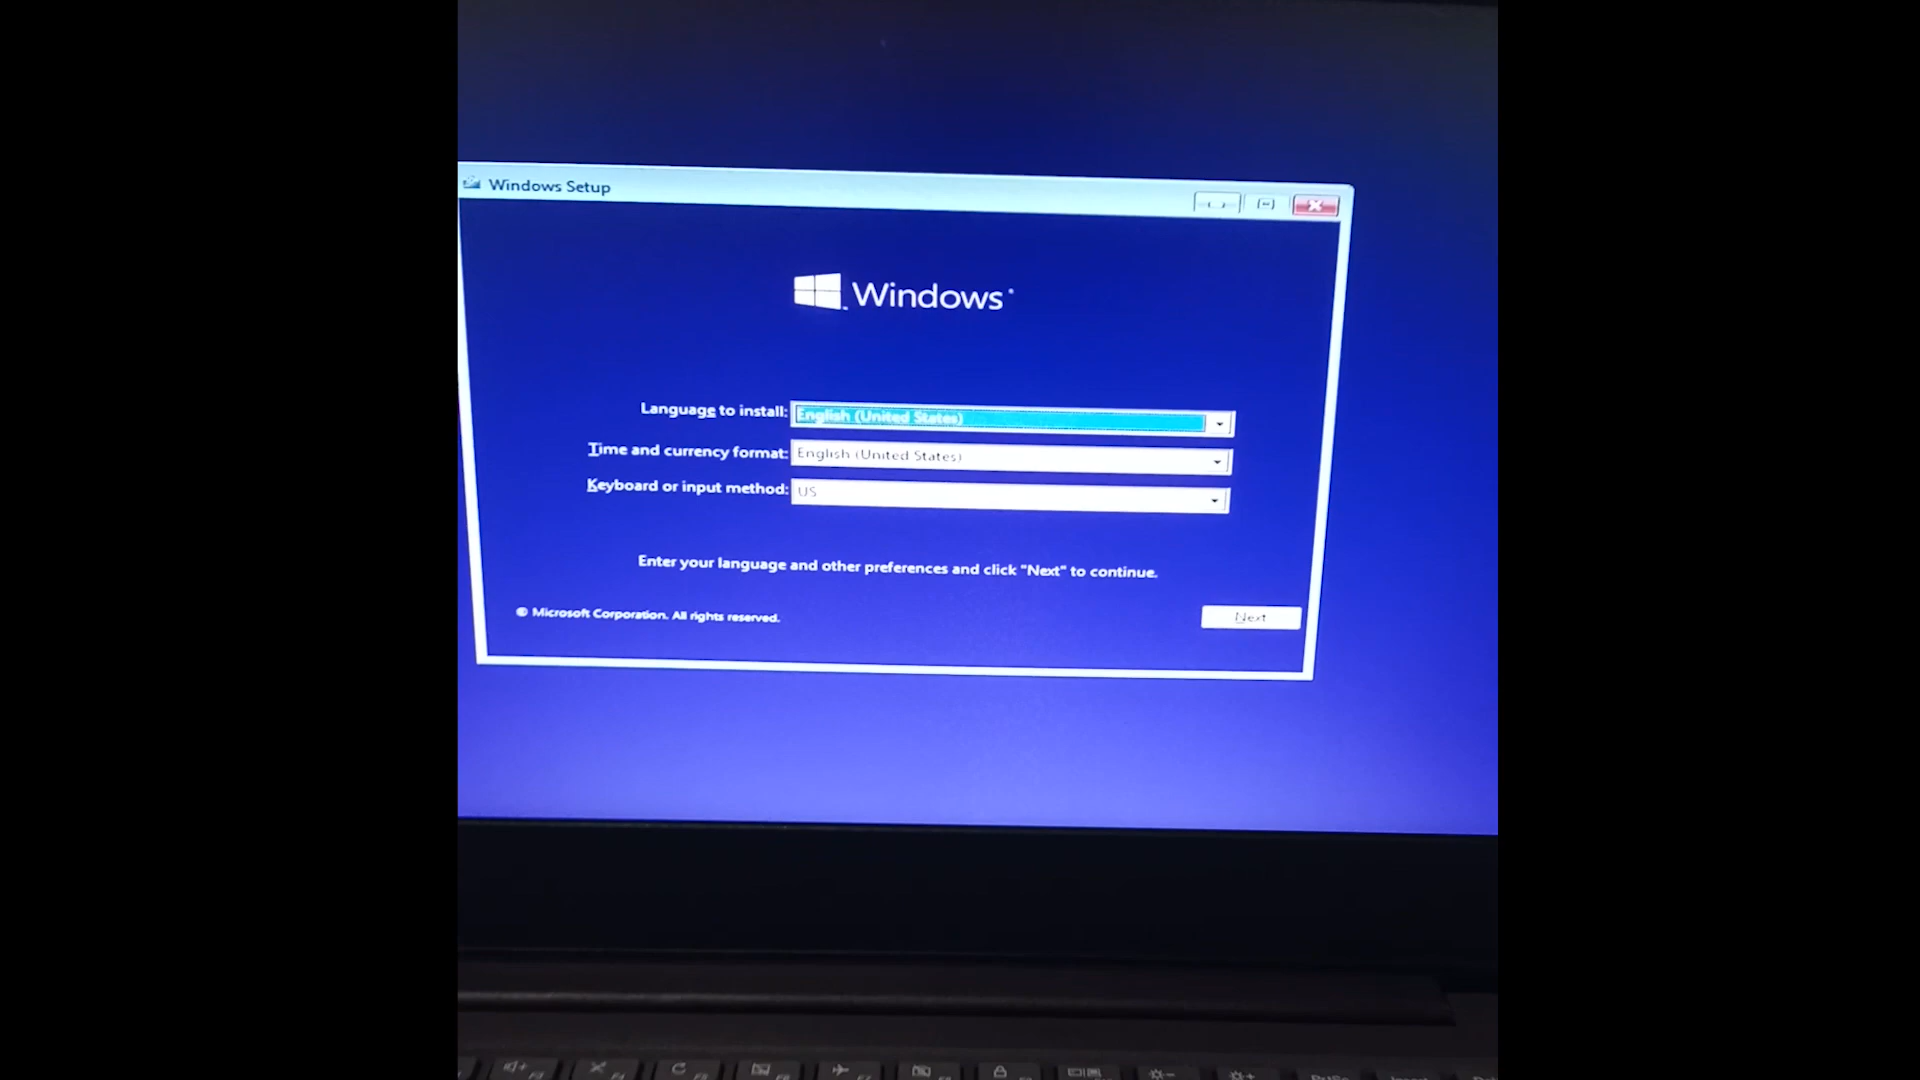 Windows Setup
Windows
Language to install: English (United States)
Time and currency format: English (United States)
Keyboard or input method: US
Enter your language and other preferences and click "Next" to continue.
© Microsoft Corporation. All rights reserved.
Next